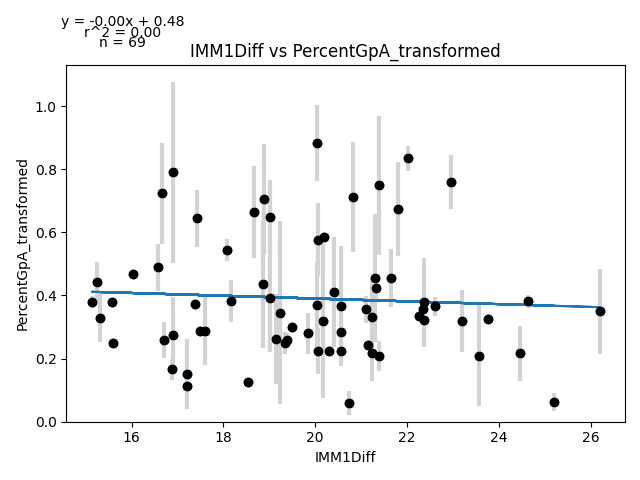 y = -0.00x + 0.48
r^2 = 0.00
n = 69
IMM1Diff vs PercentGpA_transformed
1.0
0.8
0.6
0.4
0.2
0.0
PercentGpA_transformed
16 18 20 22 24 26
IMM1Diff